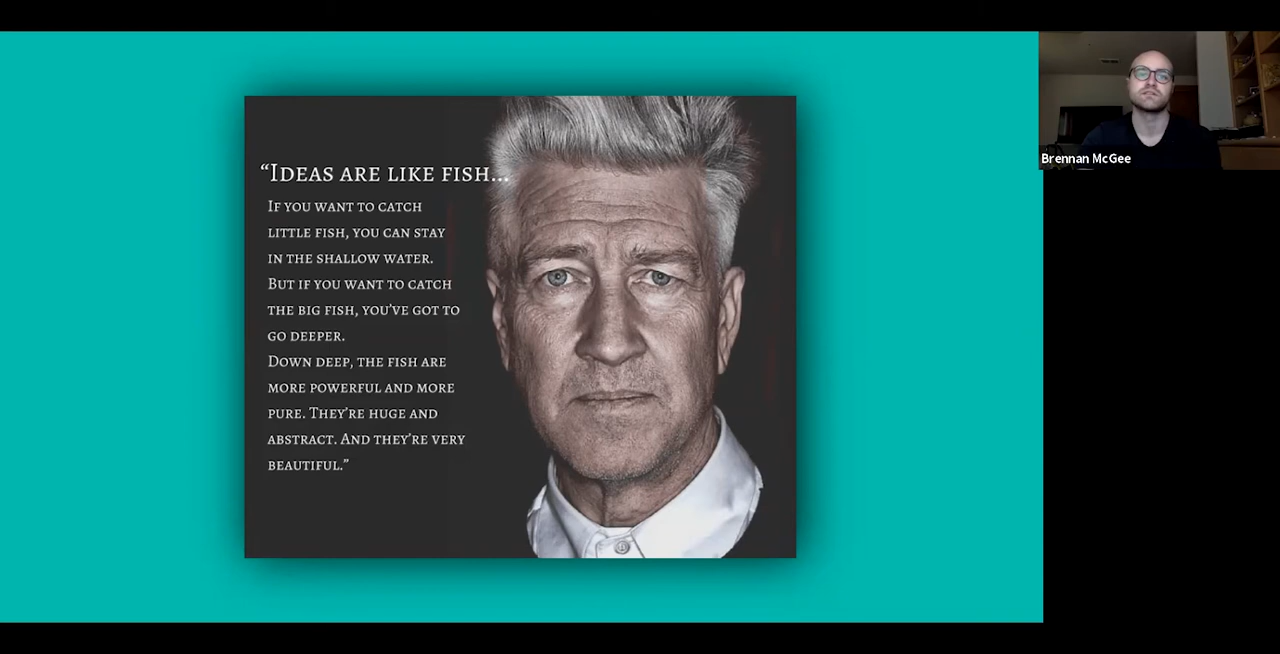 “Ideas are like fish...
If you want to catch
little fish, you can stay
in the shallow water.
But if you want to catch
the big fish, you’ve got to
go deeper.
Down deep, the fish are
more powerful and more
pure. They’re huge and
abstract. And they’re very
beautiful.”
Brennan McGee